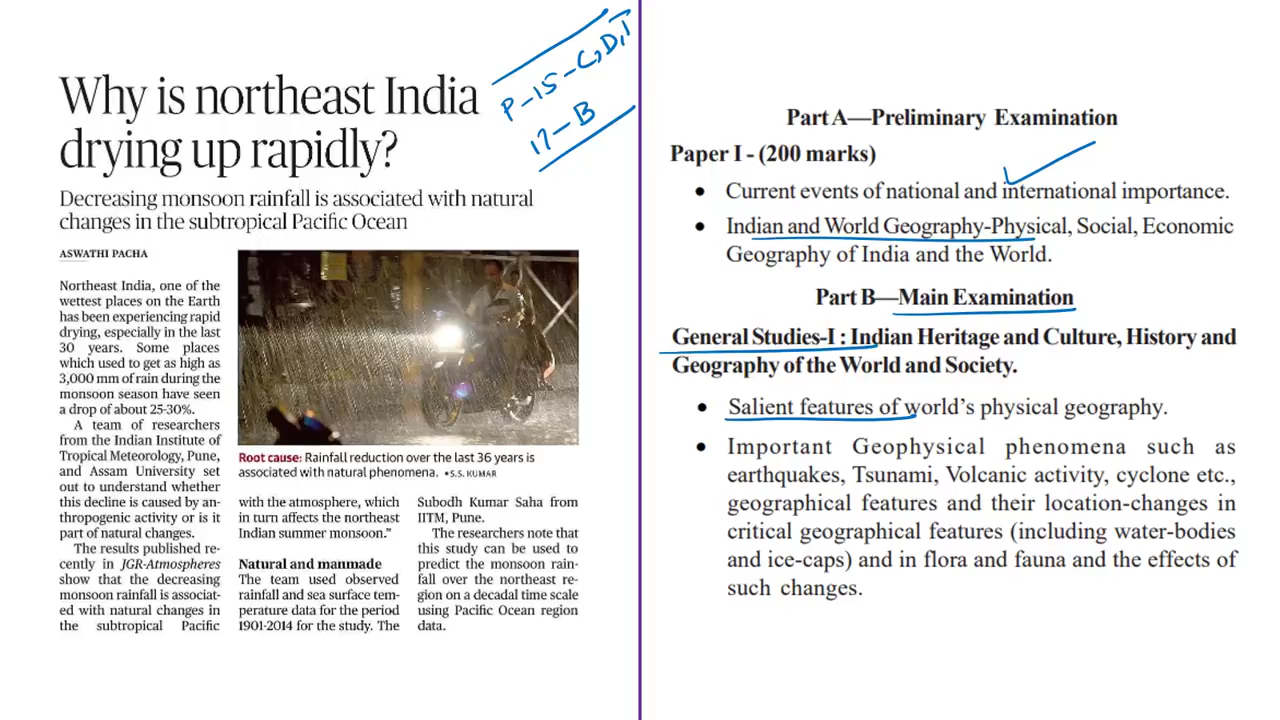 Why is northeast India
drying up rapidly?
P-15-C,D,T
17-B
Decreasing monsoon rainfall is associated with natural
changes in the subtropical Pacific Ocean
ASWATHI PACHA
Northeast India, one of the
wettest places on the Earth
has been experiencing rapid
drying, especially in the last
30 years. Some places
which used to get as high as
3,000 mm of rain during the
monsoon season have seen
a drop of about 25-30%.
A team of researchers
from the Indian Institute of
Tropical Meteorology, Pune,
and Assam University set
out to understand whether
this decline is caused by an-
thropogenic activity or is it
part of natural changes.
The results published re-
cently in JGR-Atmospheres
show that the decreasing
monsoon rainfall is associat-
ed with natural changes in
the subtropical Pacific
Root cause: Rainfall reduction over the last 36 years is
associated with natural phenomena. •S.S. KUMAR
with the atmosphere, which
in turn affects the northeast
Indian summer monsoon."
Natural and manmade
The team used observed
rainfall and sea surface tem-
perature data for the period
1901-2014 for the study. The
Subodh Kumar Saha from
IITM, Pune.
The researchers note that
this study can be used to
predict the monsoon rain-
fall over the northeast re-
gion on a decadal time scale
using Pacific Ocean region
data.
Part A—Preliminary Examination
Paper I - (200 marks)
• Current events of national and international importance.
• Indian and World Geography-Physical, Social, Economic
Geography of India and the World.
Part B—Main Examination
General Studies-I : Indian Heritage and Culture, History and
Geography of the World and Society.
• Salient features of world's physical geography.
• Important Geophysical phenomena such as
earthquakes, Tsunami, Volcanic activity, cyclone etc.,
geographical features and their location-changes in
critical geographical features (including water-bodies
and ice-caps) and in flora and fauna and the effects of
such changes.